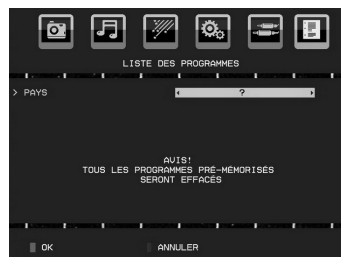 LISTE DES PROGRAMMES
> PAYS ?
AVIS!
TOUS LES PROGRAMMES PRÉ-MÉMORISÉS
SERONT EFFACÉS
OK ANNULER